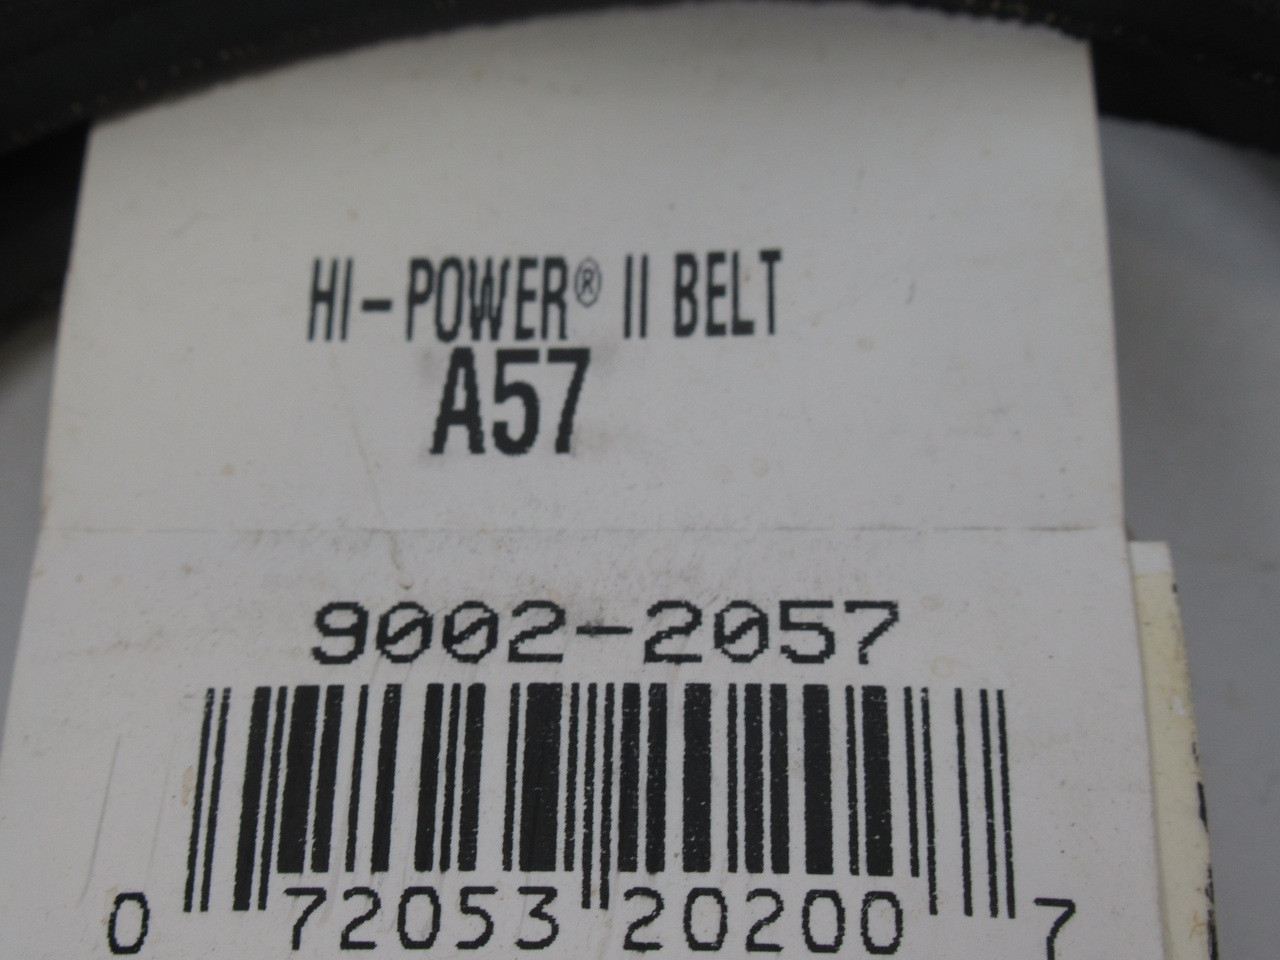 HI-POWER® II BELT
A57
9002-2057
0 72053 20200 7